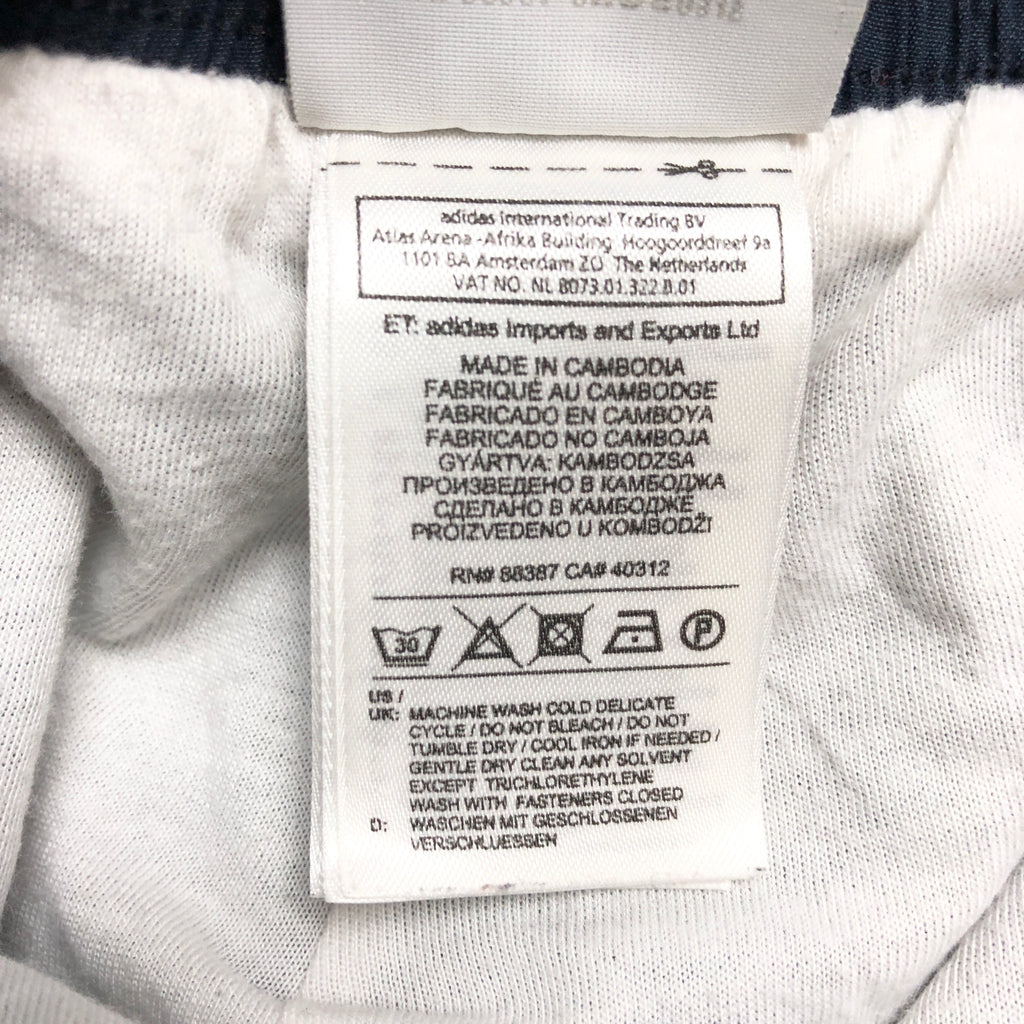 adidas International Trading BV
Atlas Arena -Afrika Building Hoogoorddreef 9a
1101 BA Amsterdam ZO The Netherlands
VAT NO. NL 8073.01.322.B.01
ET: adidas Imports and Exports Ltd
MADE IN CAMBODIA
FABRIQUÉ AU CAMBODGE
FABRICADO EN CAMBOYA
FABRICADO NO CAMBOJA
GYÁRTVA: KAMBODZSA
ПРОИЗВЕДЕНО В КАМБОДЖА
СДЕЛАНО В КАМБОДЖЕ
PROIZVEDENO U KOMBODŽI
RN# 88387 CA# 40312
30 P
US /
UK: MACHINE WASH COLD DELICATE
CYCLE / DO NOT BLEACH / DO NOT
TUMBLE DRY / COOL IRON IF NEEDED /
GENTLE DRY CLEAN ANY SOLVENT
EXCEPT TRICHLORETHYLENE
WASH WITH FASTENERS CLOSED
D: WASCHEN MIT GESCHLOSSENEN
VERSCHLUESSEN